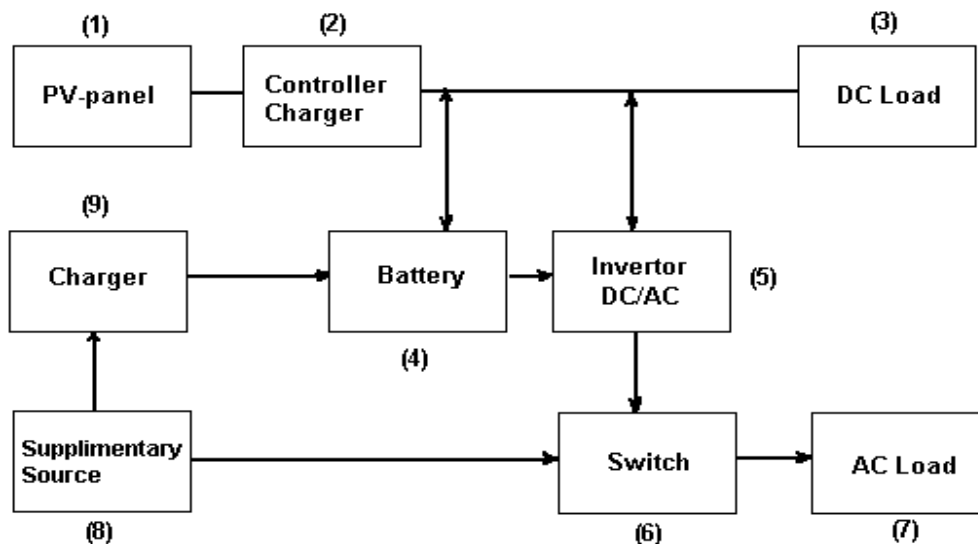 (1)
(2)
(3)
PV-panel
Controller
Charger
DC Load
(9)
Charger
Battery
Invertor
DC/AC
(5)
(4)
Supplimentary
Source
Switch
AC Load
(8)
(6)
(7)